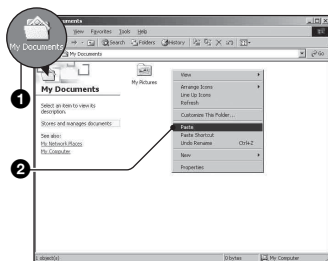 My Documents
View Favorites Tools Help
Search Folders History
My Documents
Go
My Documents
Select an item to view its
description.
Stores and manages documents
See also:
My Network Places
My Computer
My Pictures
View
Arrange Icons
Line Up Icons
Refresh
Customize This Folder...
Paste
Paste Shortcut
Undo Rename Ctrl+Z
New
Properties
1
2
1 object(s)
0 bytes
My Computer